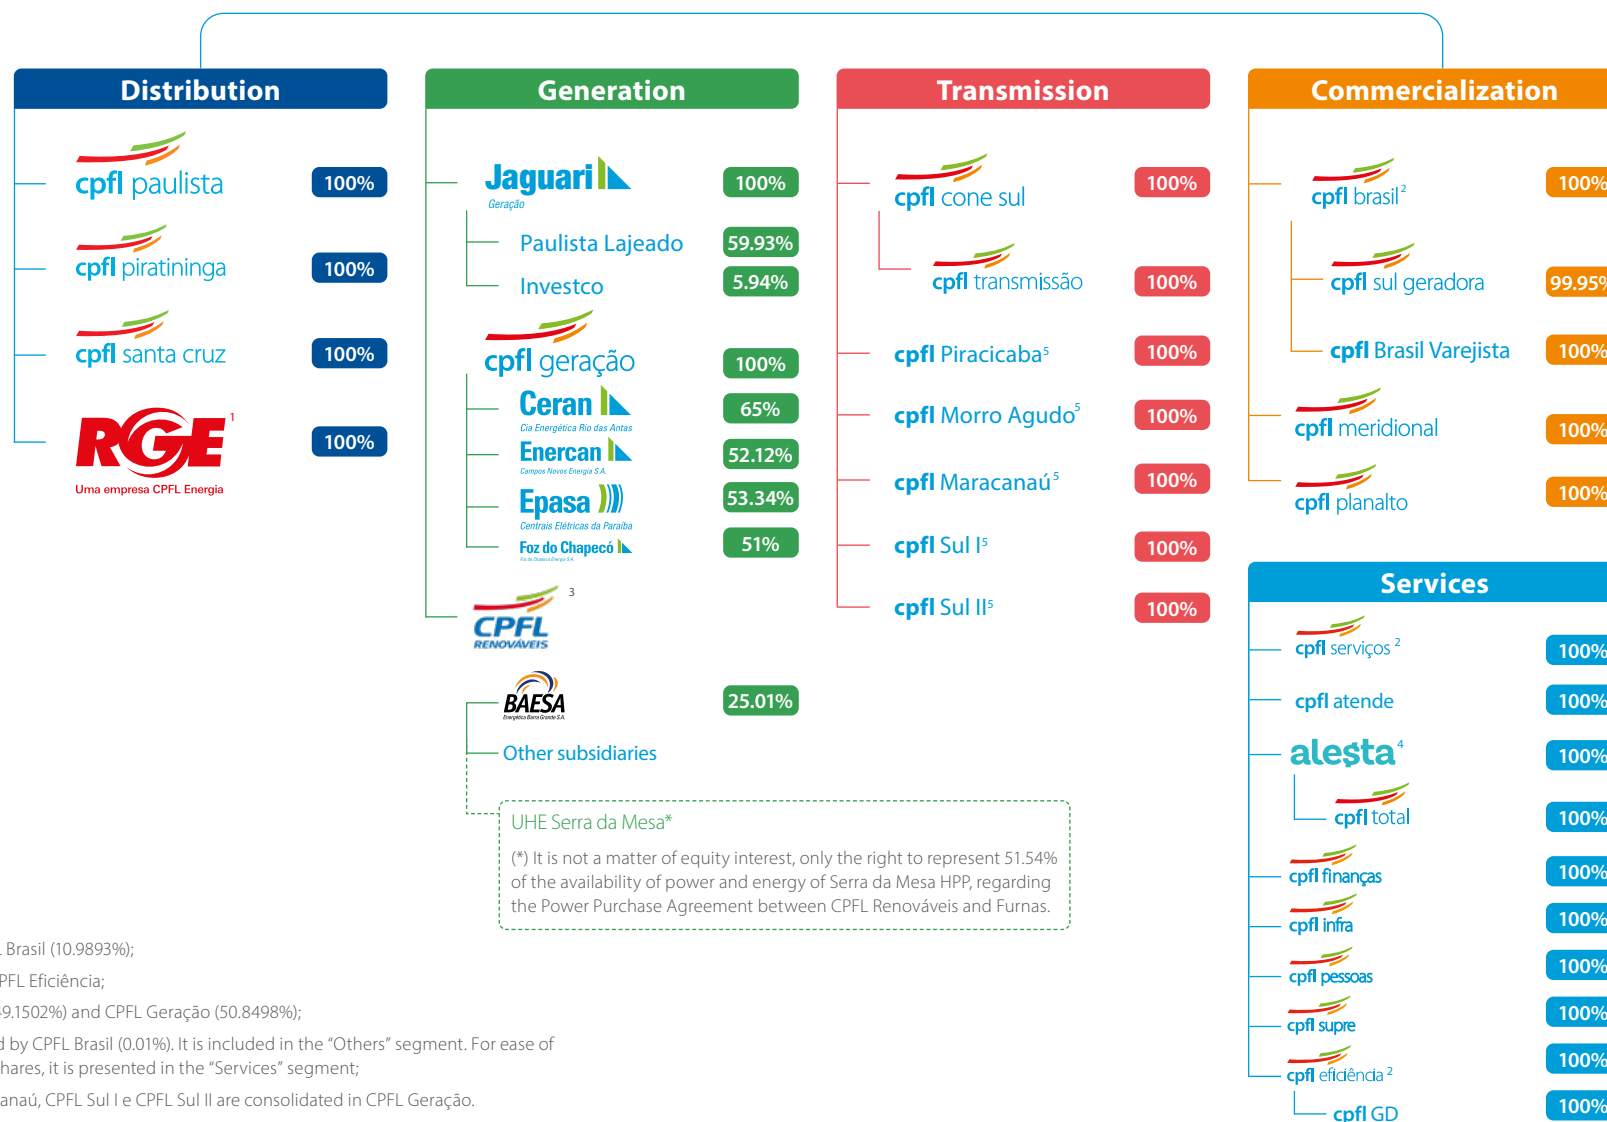 Distribution
cpfl paulista 100%
cpfl piratininga 100%
cpfl santa cruz 100%
RGE 1 100%
Uma empresa CPFL Energia
Generation
Jaguari 100%
Geração
Paulista Lajeado 59.93%
Investco 5.94%
cpfl geração 100%
Ceran 65%
Cia Energética Rio das Antas
Enercan 52.12%
Campos Novos Energia S.A.
Epasa 53.34%
Centrais Elétricas da Paraíba
Foz do Chapecó 51%
Foz do Chapecó Energia S.A.
CPFL 3
RENOVÁVEIS
BAESA 25.01%
Energética Barra Grande S.A.
Other subsidiaries
UHE Serra da Mesa*
(*) It is not a matter of equity interest, only the right to represent 51.54%
of the availability of power and energy of Serra da Mesa HPP, regarding
the Power Purchase Agreement between CPFL Renováveis and Furnas.
Transmission
cpfl cone sul 100%
cpfl transmissão 100%
cpfl Piracicaba5 100%
cpfl Morro Agudo5 100%
cpfl Maracanaú5 100%
cpfl Sul I5 100%
cpfl Sul II5 100%
Commercialization
cpfl brasil2 100%
cpfl sul geradora 99.95%
cpfl Brasil Varejista 100%
cpfl meridional 100%
cpfl planalto 100%
Services
cpfl serviços 2 100%
cpfl atende 100%
alesta4 100%
cpfl total 100%
cpfl finanças 100%
cpfl infra 100%
cpfl pessoas 100%
cpfl supre 100%
cpfl eficiência 2 100%
cpfl GD 100%
Brasil (10.9893%);
PFL Eficiência;
49.1502%) and CPFL Geração (50.8498%);
d by CPFL Brasil (0.01%). It is included in the “Others” segment. For ease of
hares, it is presented in the “Services” segment;
anaú, CPFL Sul I e CPFL Sul II are consolidated in CPFL Geração.